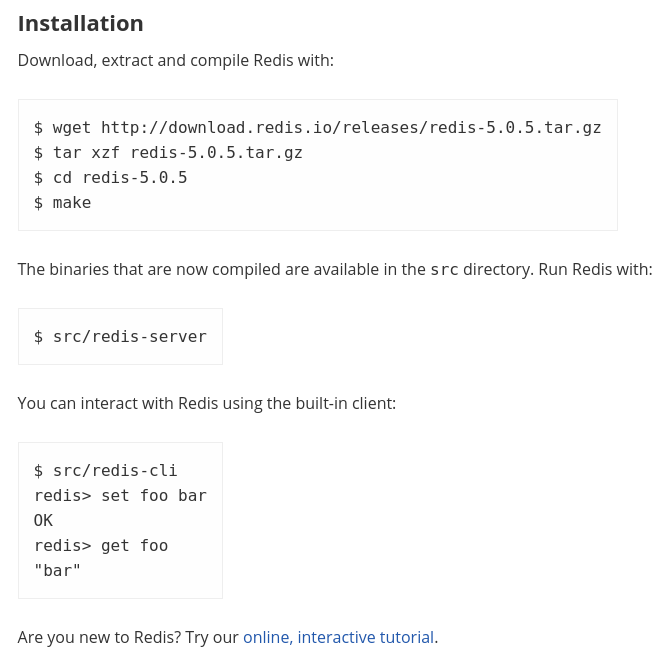 Installation
Download, extract and compile Redis with:
$ wget http://download.redis.io/releases/redis-5.0.5.tar.gz
$ tar xzf redis-5.0.5.tar.gz
$ cd redis-5.0.5
$ make
The binaries that are now compiled are available in the src directory. Run Redis with:
$ src/redis-server
You can interact with Redis using the built-in client:
$ src/redis-cli
redis> set foo bar
OK
redis> get foo
"bar"
Are you new to Redis? Try our online, interactive tutorial.